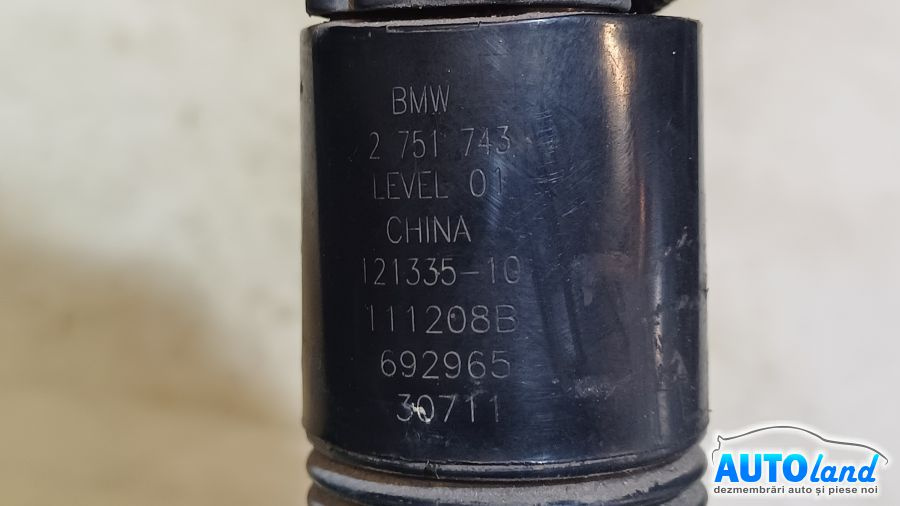 BMW
2 751 743
LEVEL 01
CHINA
121335-10
111208B
692965
30711
AUTOland
dezmembrări auto și piese noi